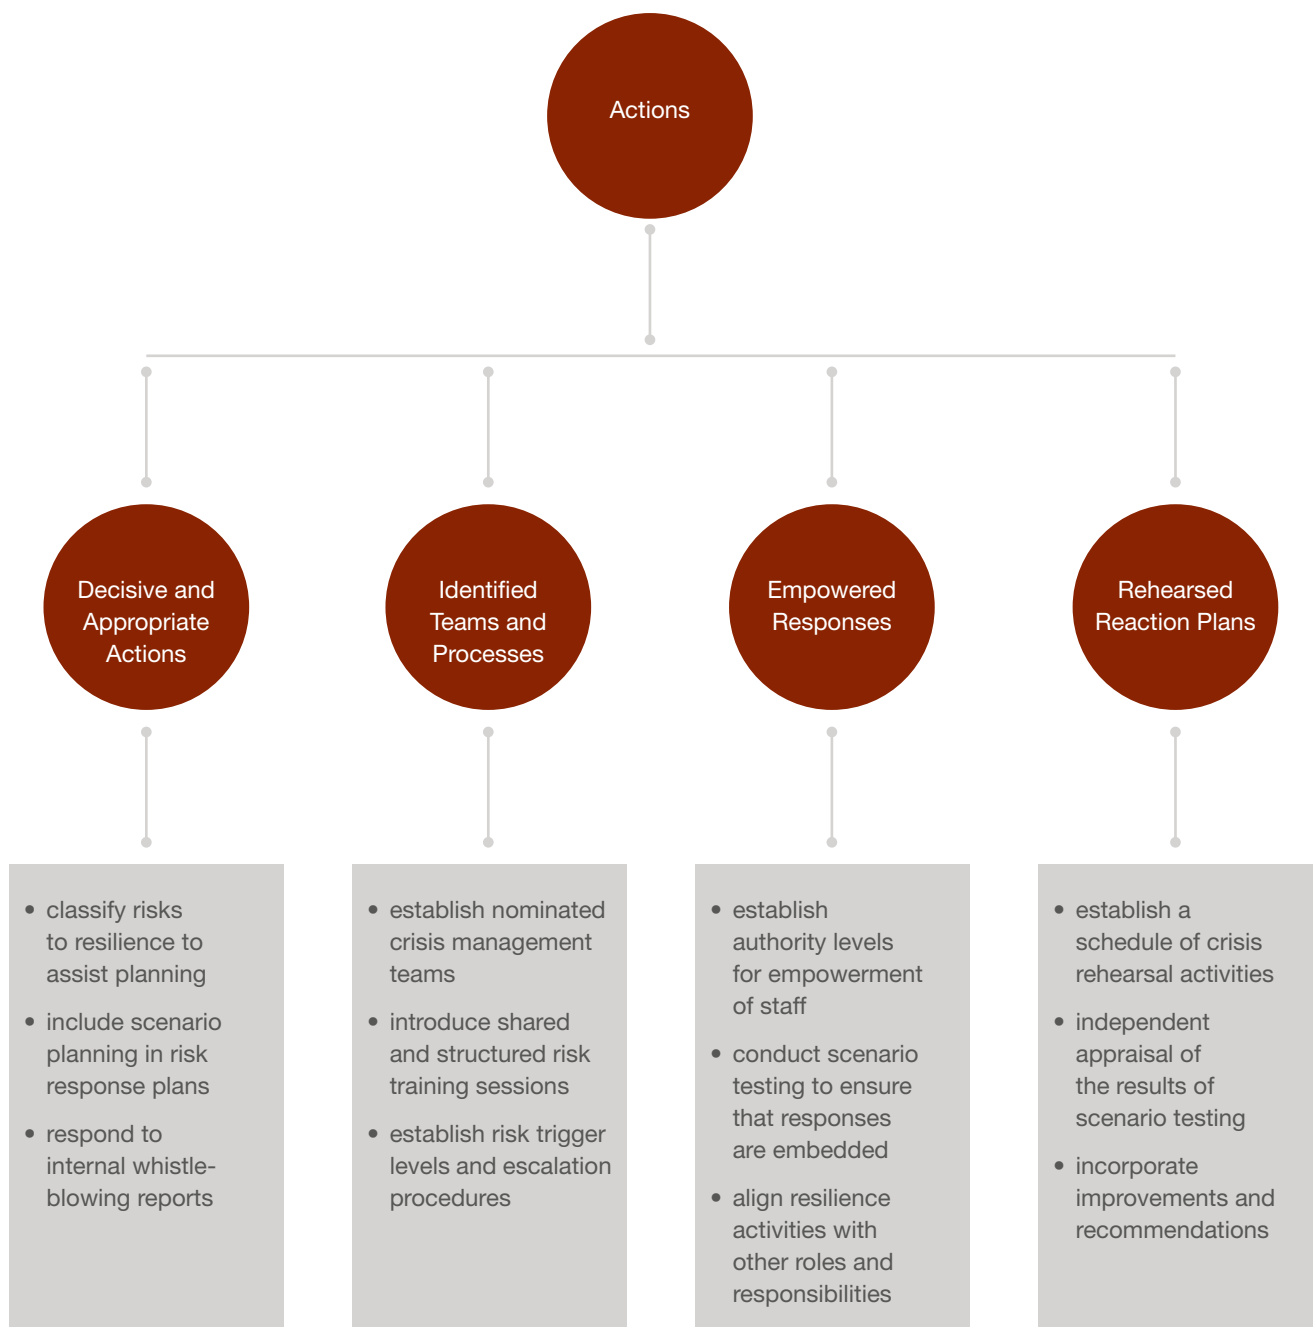 Actions
Decisive and
Appropriate
Actions
Identified
Teams and
Processes
Empowered
Responses
Rehearsed
Reaction Plans
• classify risks
to resilience to
assist planning
• include scenario
planning in risk
response plans
• respond to
internal whistle-
blowing reports
• establish nominated
crisis management
teams
• introduce shared
and structured risk
training sessions
• establish risk trigger
levels and escalation
procedures
• establish
authority levels
for empowerment
of staff
• conduct scenario
testing to ensure
that responses
are embedded
• align resilience
activities with
other roles and
responsibilities
• establish a
schedule of crisis
rehearsal activities
• independent
appraisal of
the results of
scenario testing
• incorporate
improvements and
recommendations